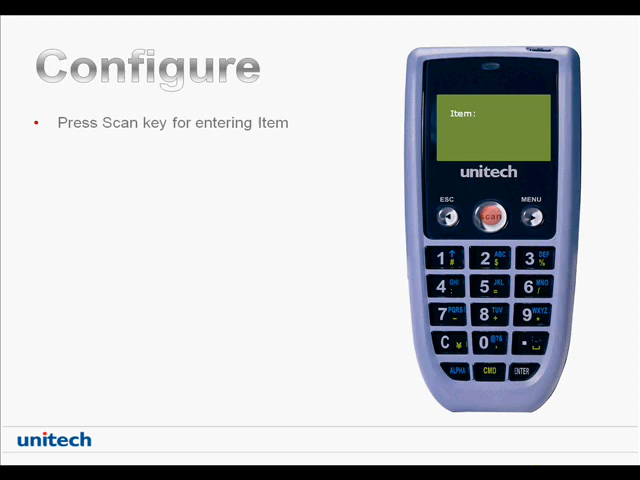 Configure
• Press Scan key for entering Item
Item:
unitech
ESC MENU
scan
1 # 2 ABC $ 3 DEF %
4 GHI : 5 JKL = 6 MNO /
7 PQRS - 8 TUV + 9 WXYZ *
C ¥ 0 @?& .
ALPHA CMD ENTER
unitech